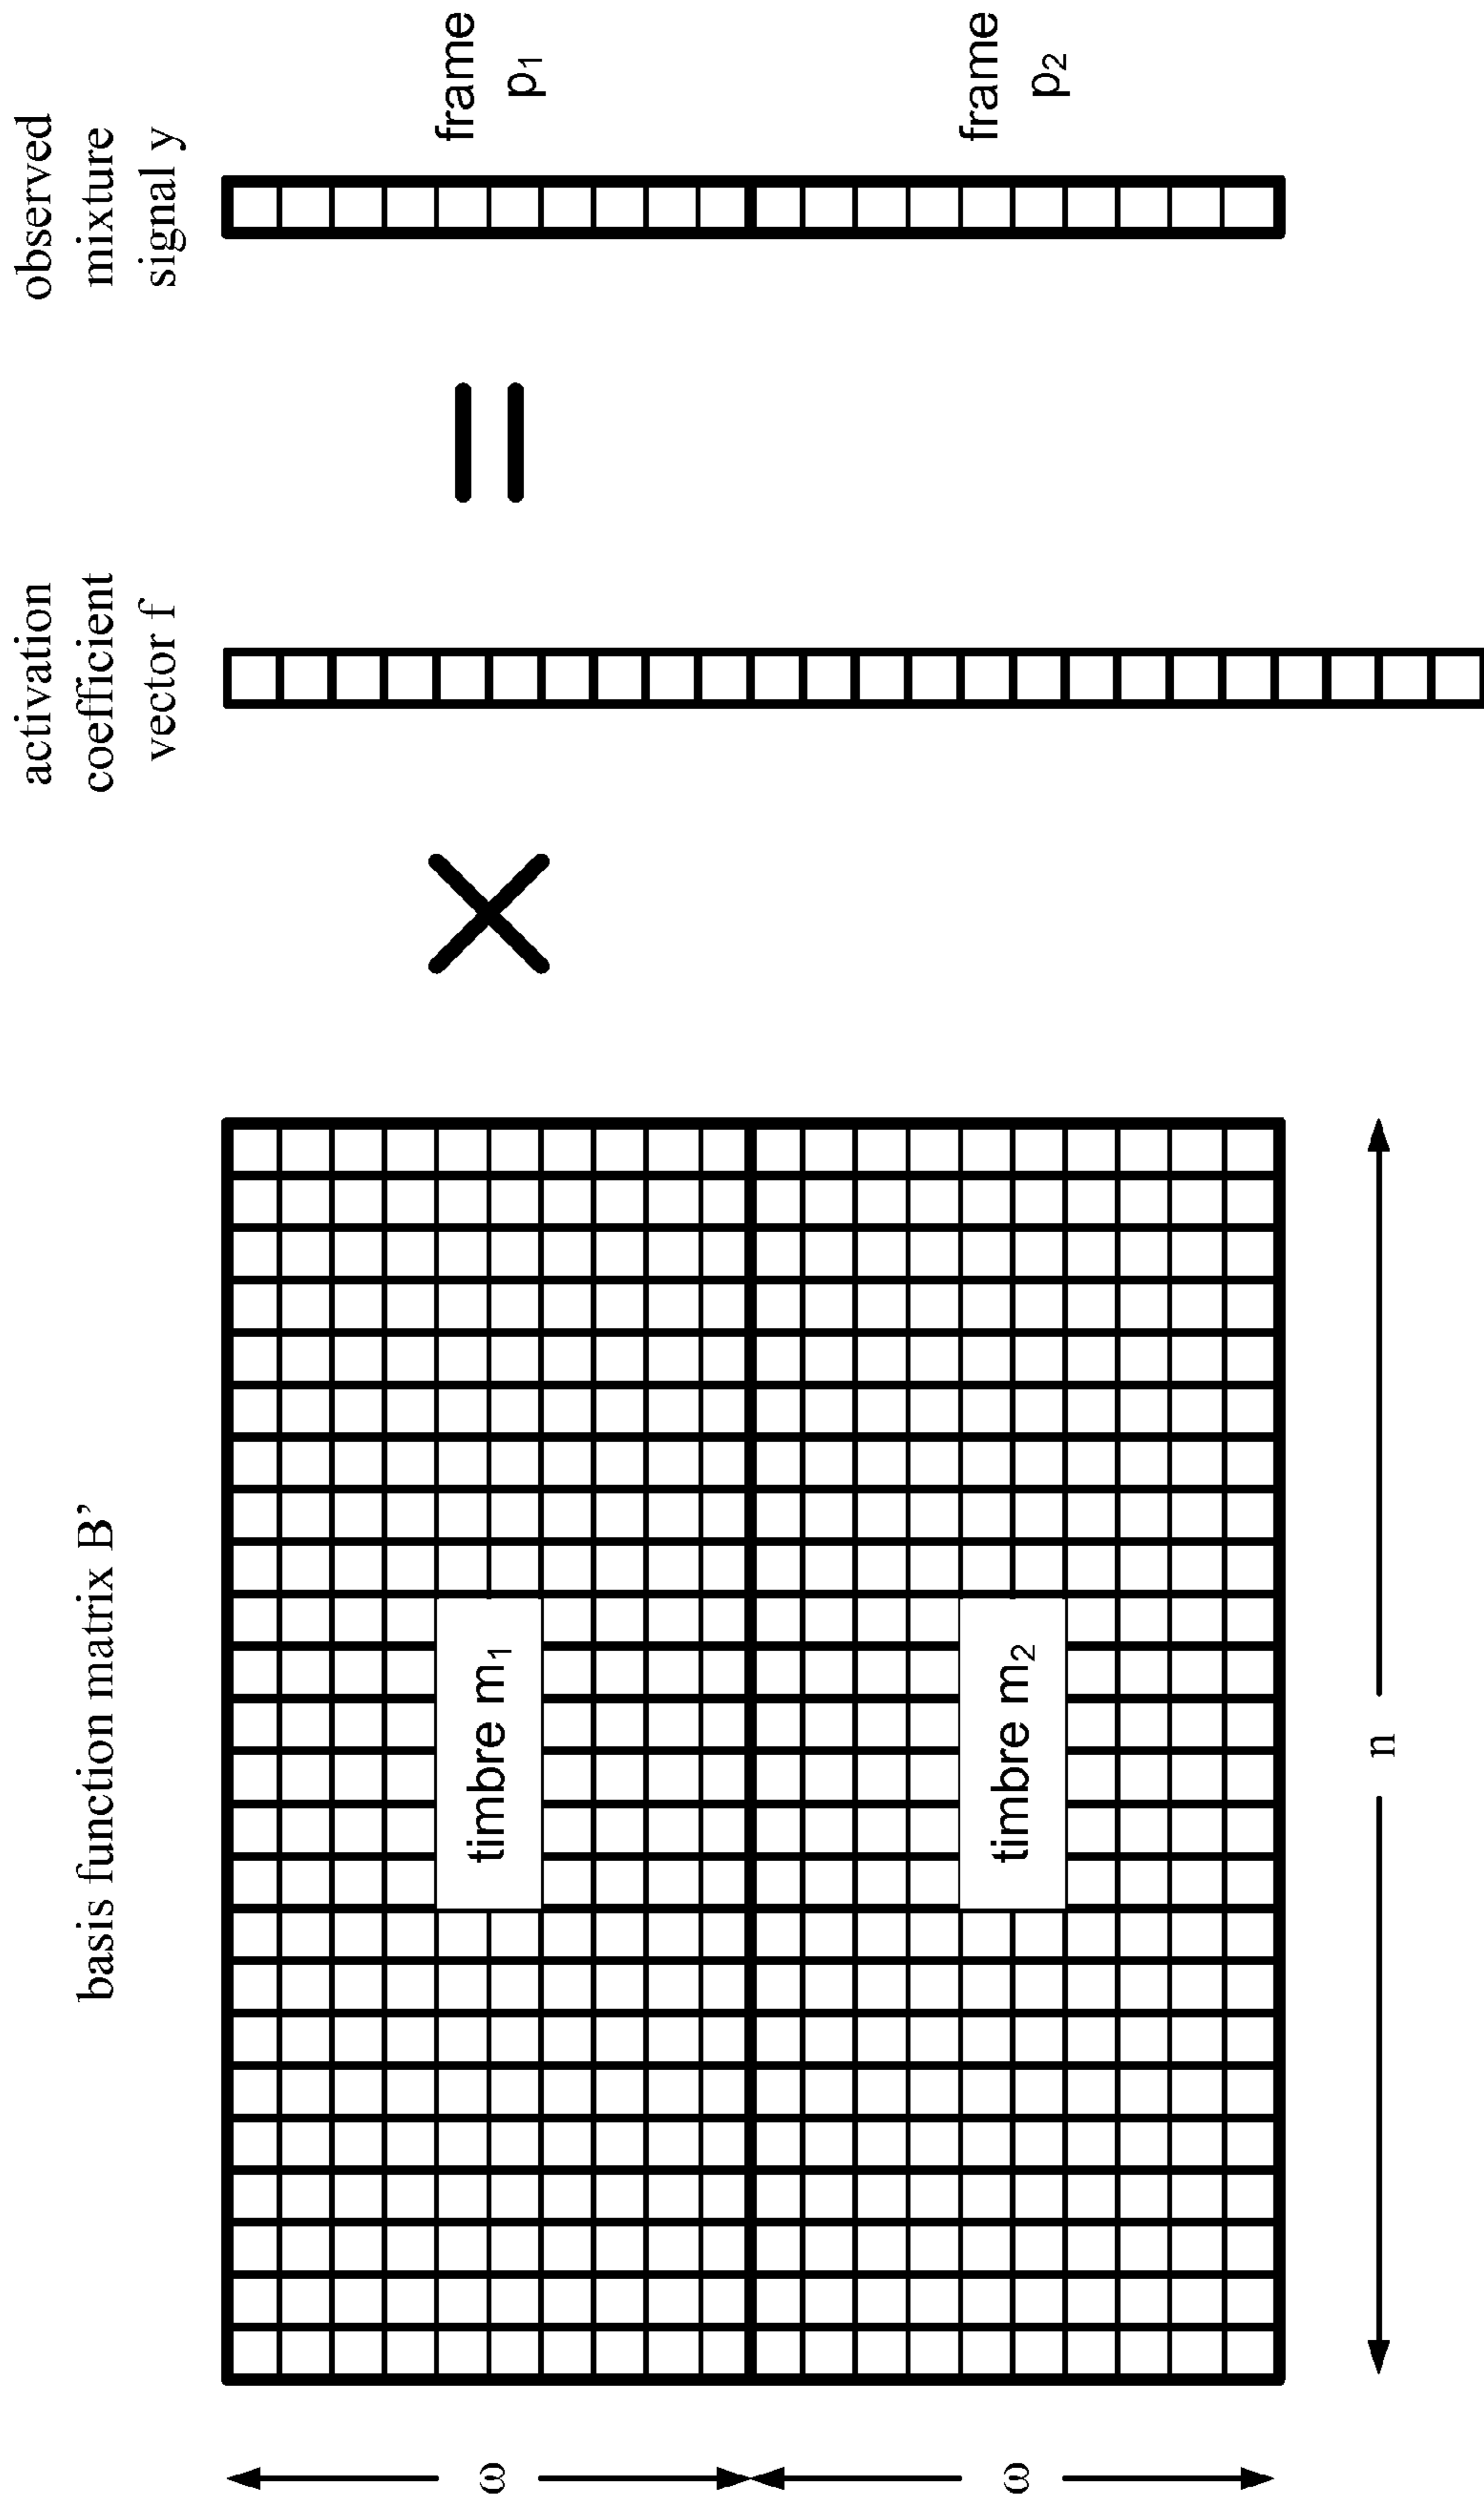 basis function matrix B’
activation
coefficient
vector f
observed
mixture
signal y
ω
timbre m₁
frame
p₁
ω
timbre m₂
frame
p₂
n